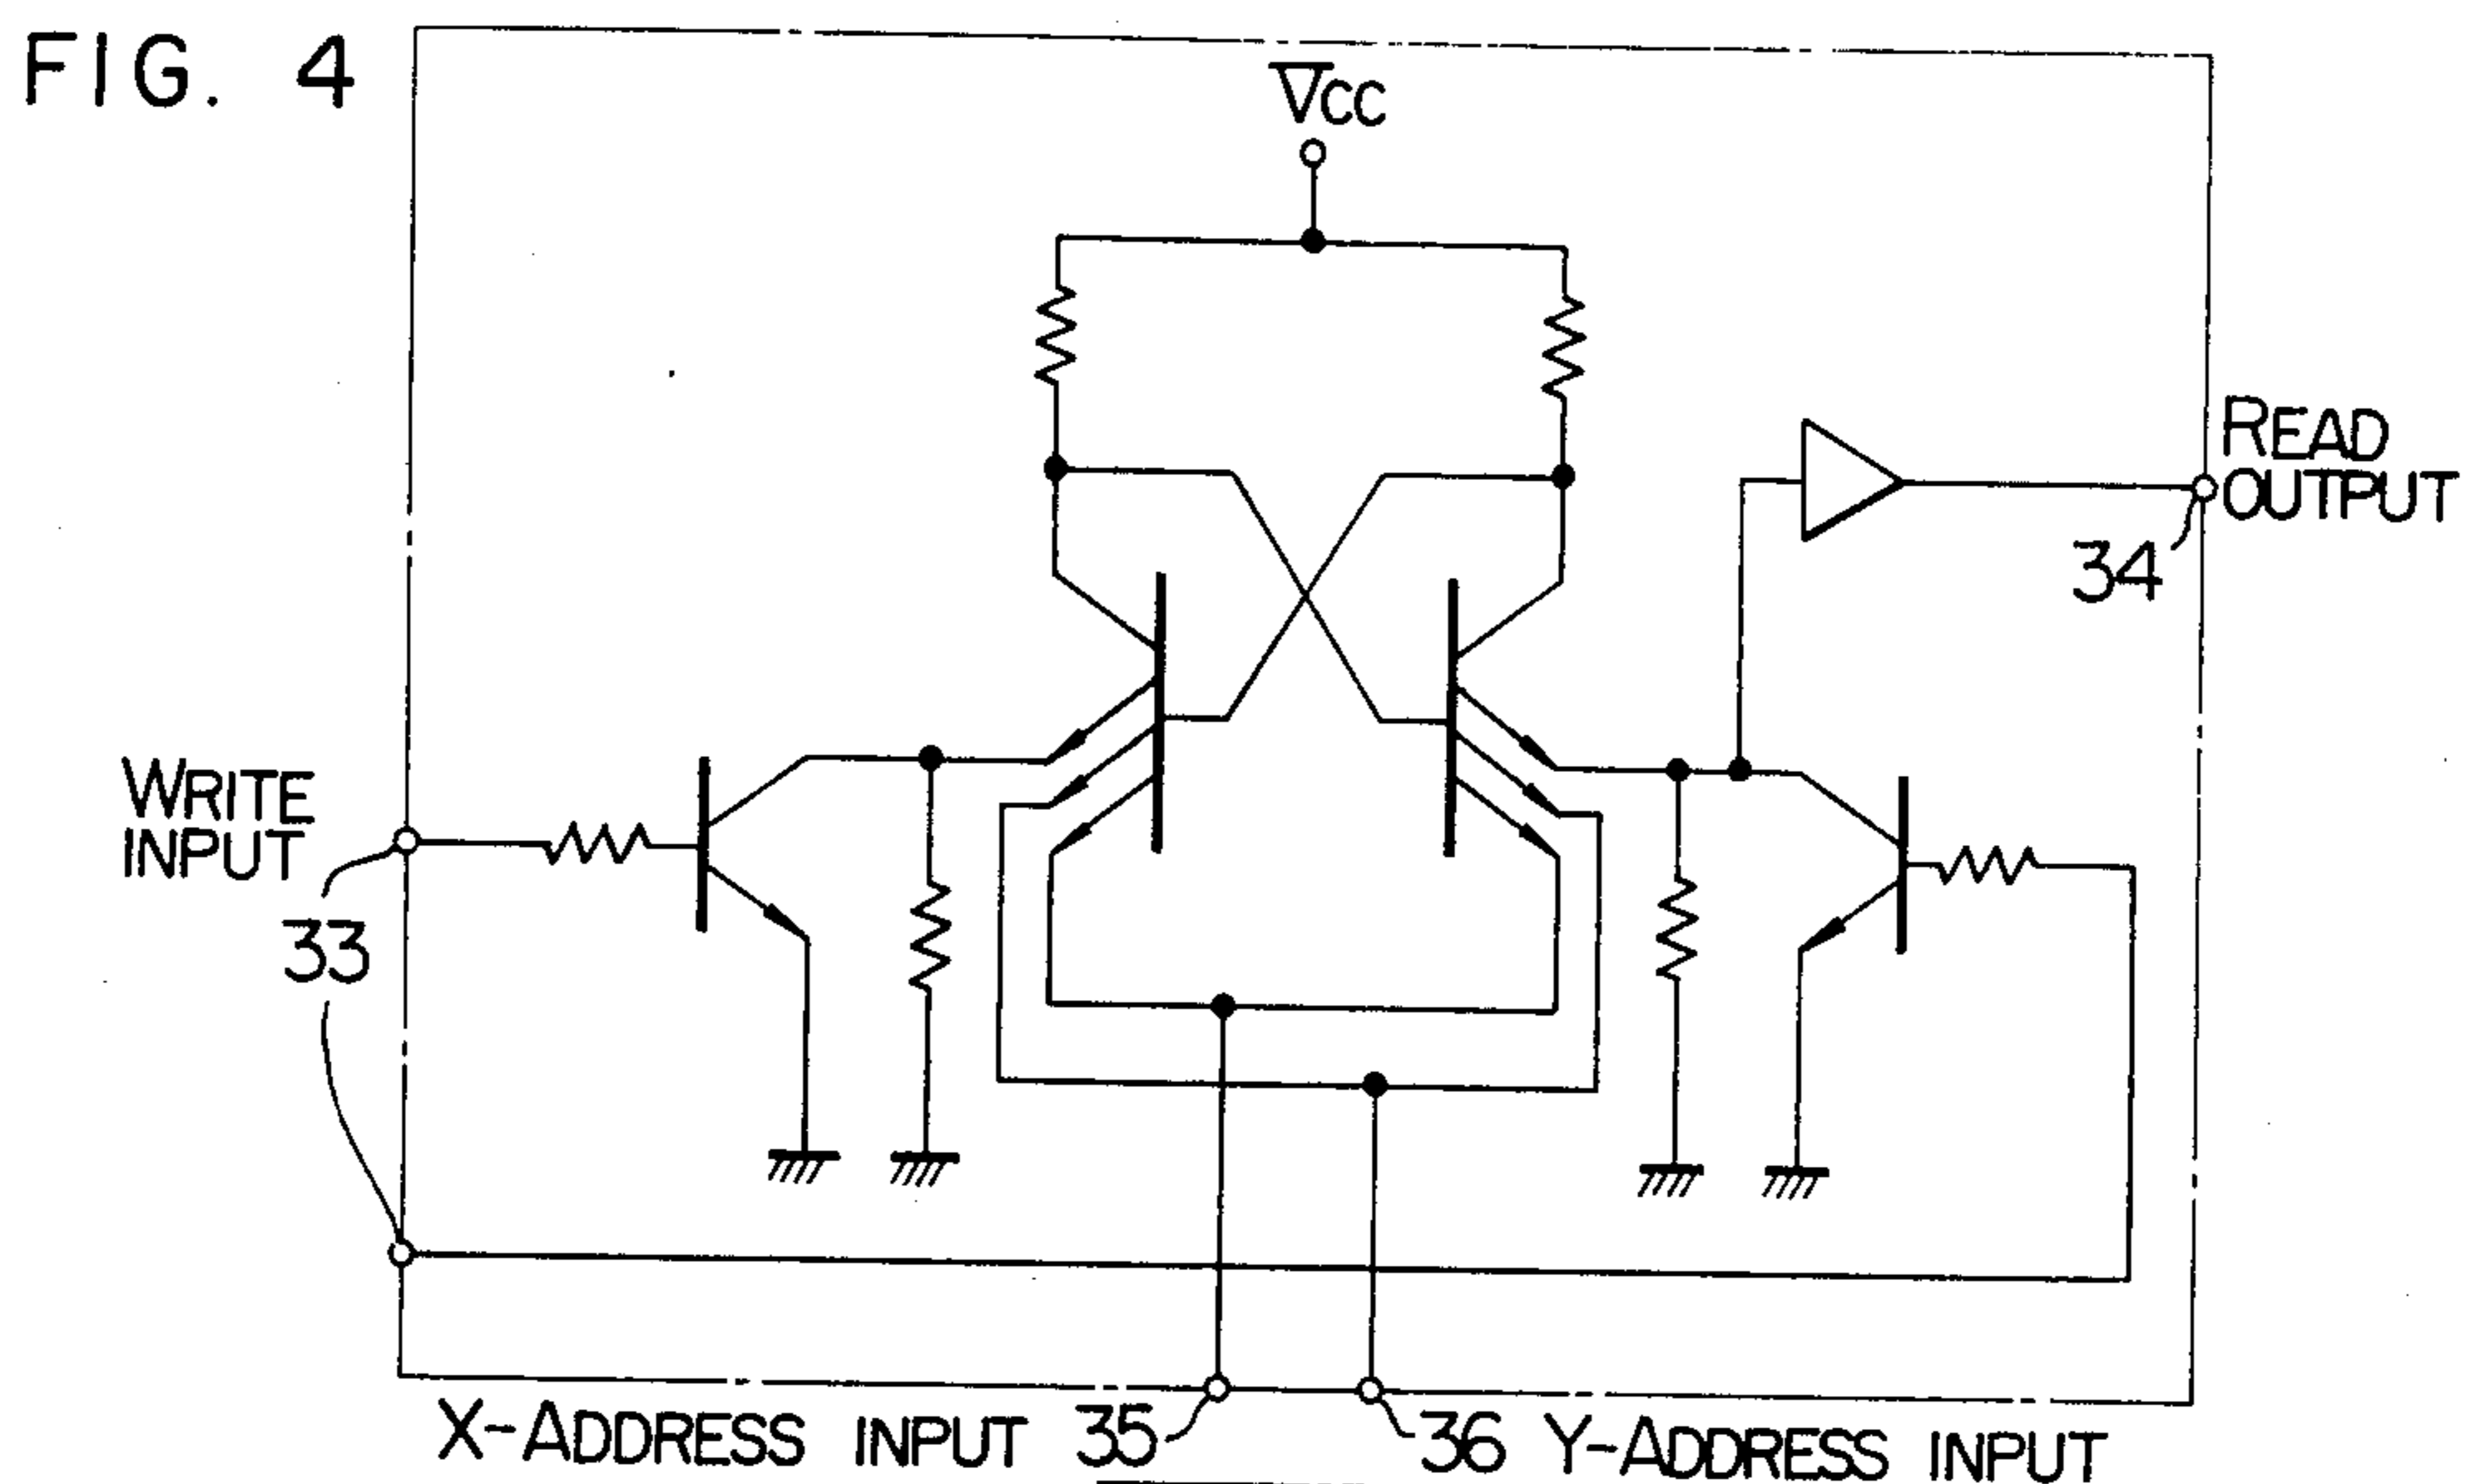 FIG. 4
Vcc
READ
OUTPUT
34
WRITE
INPUT
33
X-ADDRESS INPUT 35
36 Y-ADDRESS INPUT